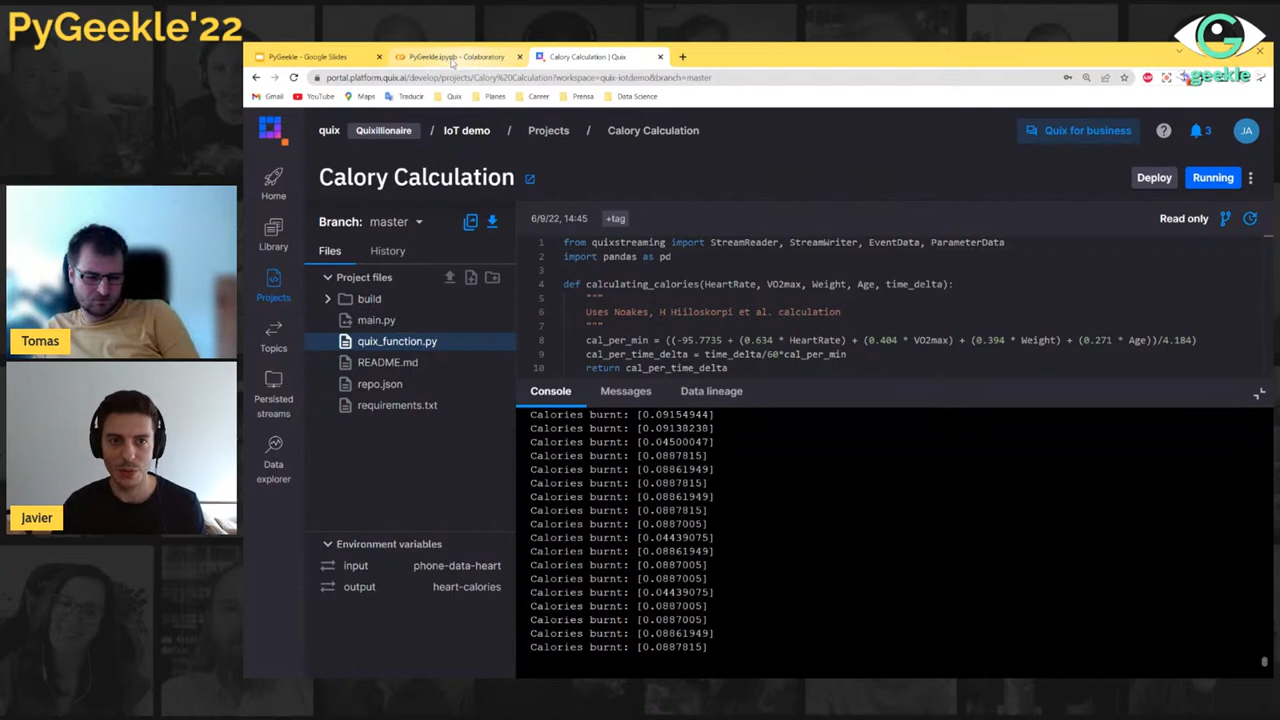 PyGeekle'22
geekle
PyGeekle - Google Slides
PyGeekle.ipynb - Colaboratory
Calory Calculation | Quix
portal.platform.quix.ai/develop/projects/Calory%20Calculation?workspace=quix-iotdemo&branch=master
Gmail
YouTube
Maps
Traducir
Quix
Planes
Career
Prensa
Data Science
quix
Quixillionaire
/ IoT demo
/ Projects
/ Calory Calculation
Quix for business
3
JA
Calory Calculation
Deploy
Running
Home
Library
Projects
Topics
Persisted
streams
Data
explorer
Branch: master
Files
History
Project files
build
main.py
quix_function.py
README.md
repo.json
requirements.txt
Environment variables
input phone-data-heart
output heart-calories
6/9/22, 14:45
+tag
Read only
1 from quixstreaming import StreamReader, StreamWriter, EventData, ParameterData
2 import pandas as pd
3
4 def calculating_calories(HeartRate, VO2max, Weight, Age, time_delta):
5 """
6 Uses Noakes, H Hiiloskorpi et al. calculation
7 """
8 cal_per_min = ((-95.7735 + (0.634 * HeartRate) + (0.404 * VO2max) + (0.394 * Weight) + (0.271 * Age))/4.184)
9 cal_per_time_delta = time_delta/60*cal_per_min
10 return cal_per_time_delta
Console
Messages
Data lineage
Calories burnt: [0.09154944]
Calories burnt: [0.09138238]
Calories burnt: [0.04500047]
Calories burnt: [0.0887815]
Calories burnt: [0.08861949]
Calories burnt: [0.0887815]
Calories burnt: [0.08861949]
Calories burnt: [0.0887815]
Calories burnt: [0.0887005]
Calories burnt: [0.04439075]
Calories burnt: [0.08861949]
Calories burnt: [0.0887005]
Calories burnt: [0.0887005]
Calories burnt: [0.04439075]
Calories burnt: [0.0887005]
Calories burnt: [0.0887815]
Calories burnt: [0.08861949]
Calories burnt: [0.0887815]
Tomas
Javier